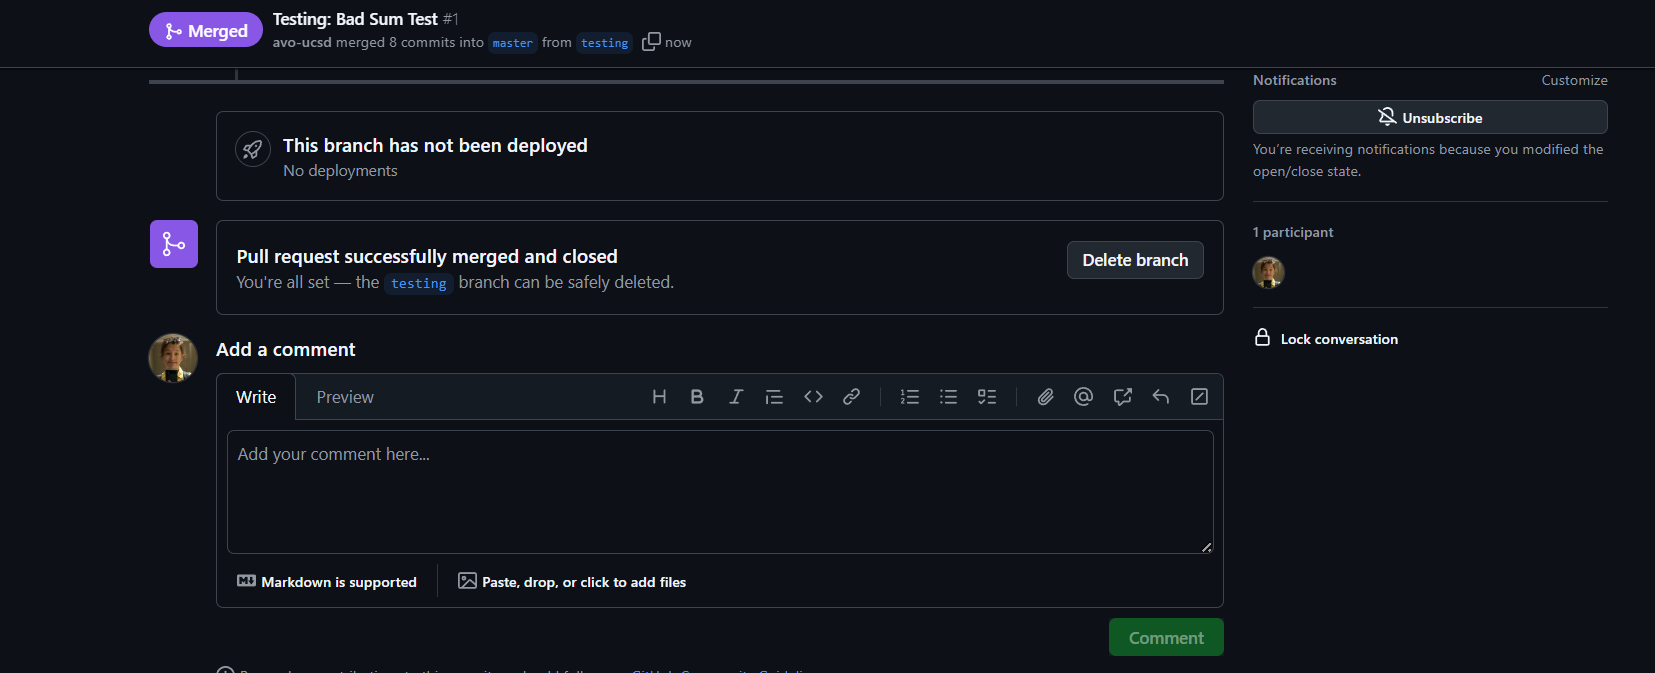 Merged
Testing: Bad Sum Test #1
avo-ucsd merged 8 commits into master from testing now
Notifications
Customize
Unsubscribe
You're receiving notifications because you modified the
open/close state.
1 participant
Lock conversation
This branch has not been deployed
No deployments
Pull request successfully merged and closed
You're all set — the testing branch can be safely deleted.
Delete branch
Add a comment
Write
Preview
Add your comment here...
Markdown is supported
Paste, drop, or click to add files
Comment